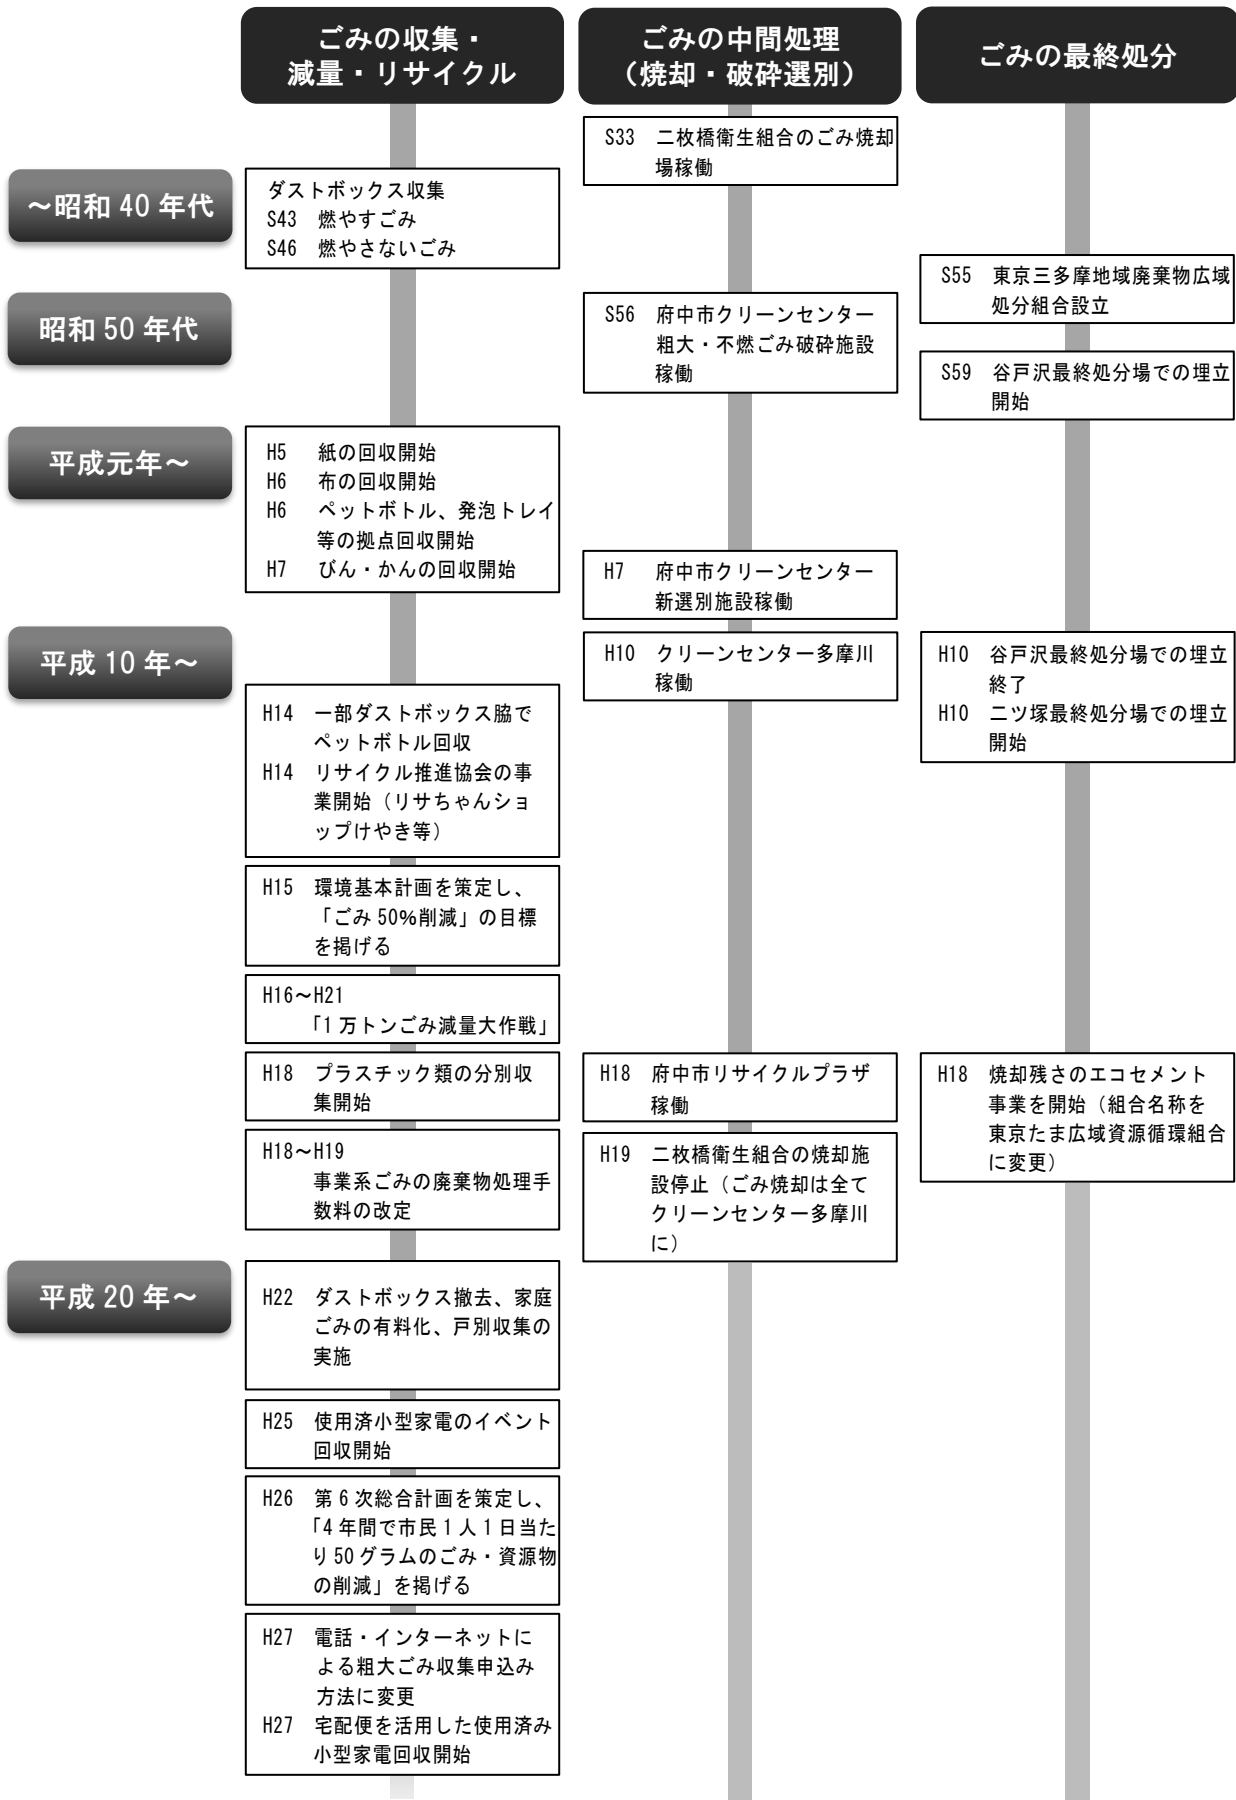 ごみの収集・
減量・リサイクル
ごみの中間処理
（焼却・破砕選別）
ごみの最終処分
～昭和 40 年代
ダストボックス収集
S43 燃やすごみ
S46 燃やさないごみ
S33 二枚橋衛生組合のごみ焼却
場稼働
昭和 50 年代
S56 府中市クリーンセンター
粗大・不燃ごみ破砕施設
稼働
S55 東京三多摩地域廃棄物広域
処分組合設立
S59 谷戸沢最終処分場での埋立
開始
平成元年～
H5 紙の回収開始
H6 布の回収開始
H6 ペットボトル、発泡トレイ
等の拠点回収開始
H7 びん・かんの回収開始
H7 府中市クリーンセンター
新選別施設稼働
平成 10 年～
H10 クリーンセンター多摩川
稼働
H10 谷戸沢最終処分場での埋立
終了
H10 二ツ塚最終処分場での埋立
開始
H14 一部ダストボックス脇で
ペットボトル回収
H14 リサイクル推進協会の事
業開始（リサちゃんショ
ップけやき等）
H15 環境基本計画を策定し、
「ごみ 50％削減」の目標
を掲げる
H16～H21
「1 万トンごみ減量大作戦」
H18 プラスチック類の分別収
集開始
H18～H19
事業系ごみの廃棄物処理手
数料の改定
H18 府中市リサイクルプラザ
稼働
H19 二枚橋衛生組合の焼却施
設停止（ごみ焼却は全て
クリーンセンター多摩川
に）
H18 焼却残さのエコセメント
事業を開始（組合名称を
東京たま広域資源循環組合
に変更）
平成 20 年～
H22 ダストボックス撤去、家庭
ごみの有料化、戸別収集の
実施
H25 使用済小型家電のイベント
回収開始
H26 第 6 次総合計画を策定し、
「4 年間で市民 1 人 1 日当た
り 50 グラムのごみ・資源物
の削減」を掲げる
H27 電話・インターネットに
よる粗大ごみ収集申込み
方法に変更
H27 宅配便を活用した使用済み
小型家電回収開始